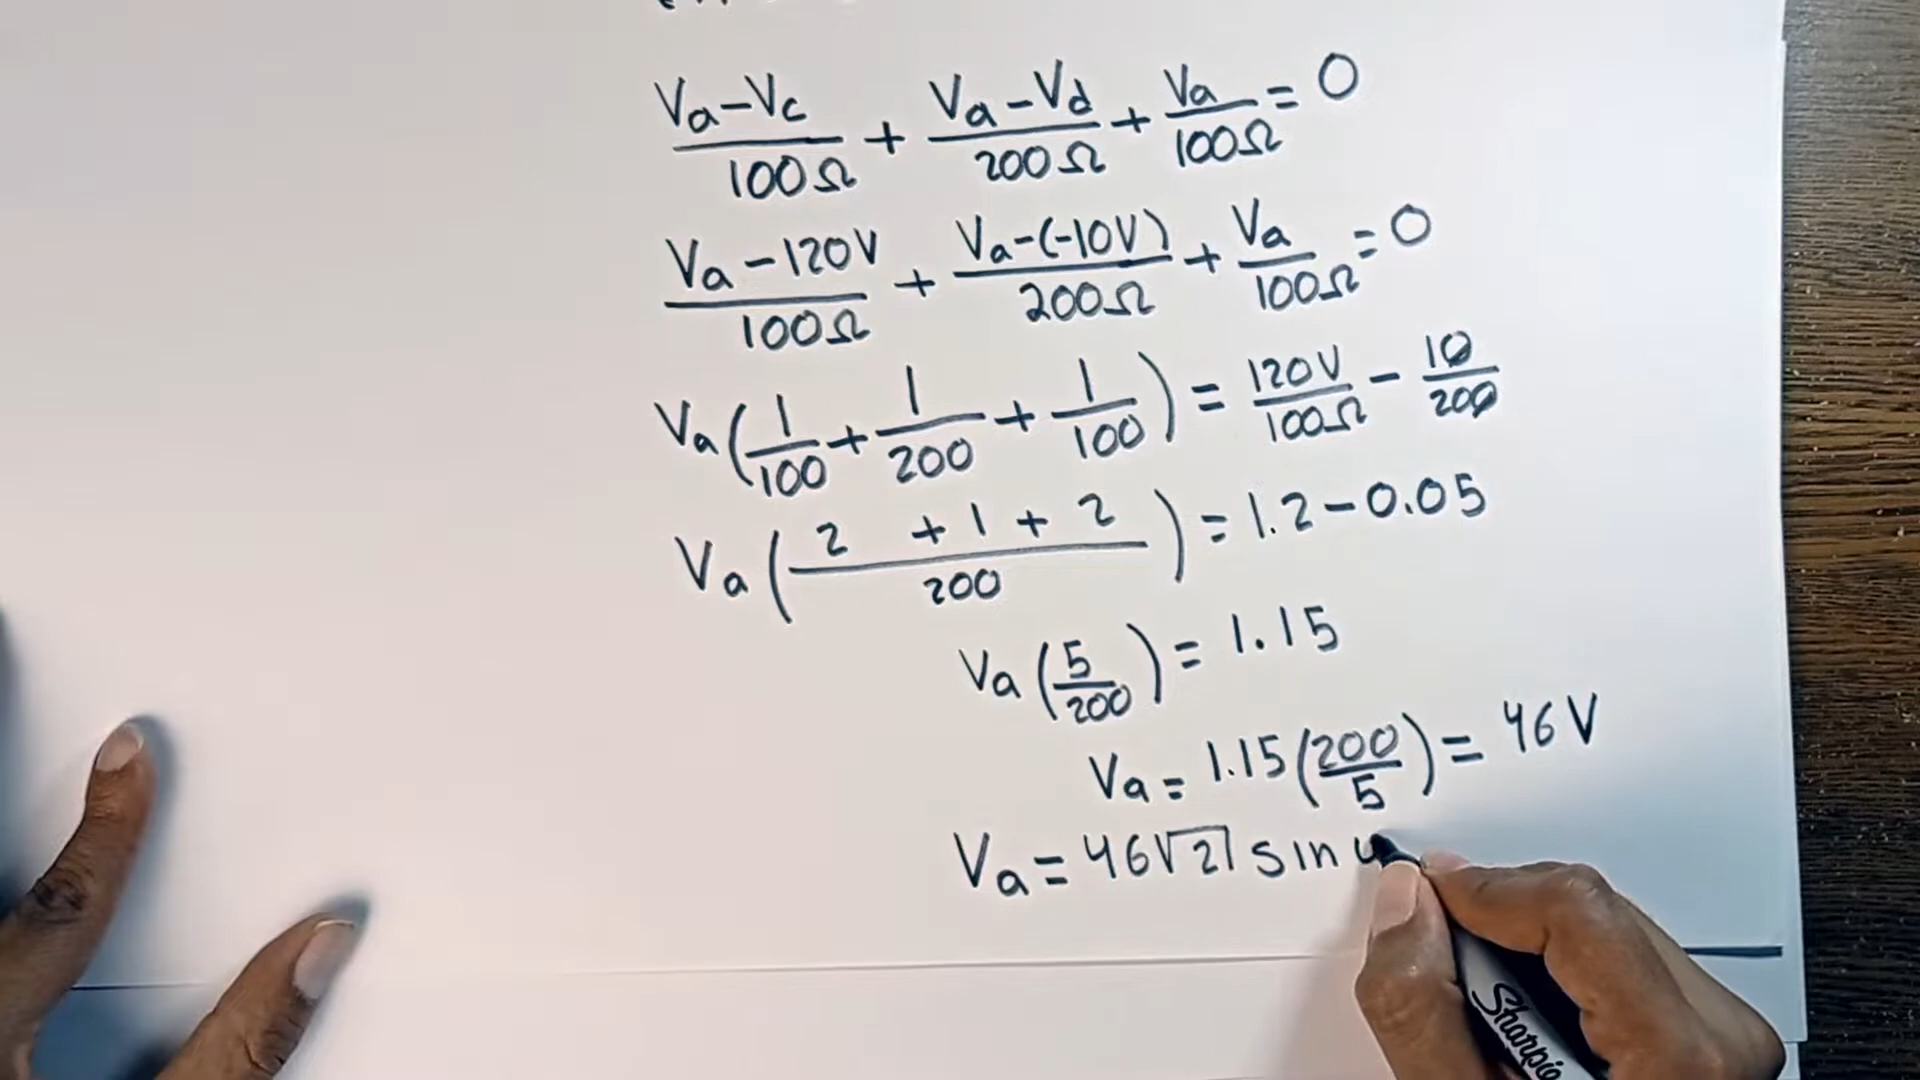 Va-Vc/100Ω + Va-Vd/200Ω + Va/100Ω = 0
Va-120V/100Ω + Va-(-10V)/200Ω + Va/100Ω = 0
Va(1/100 + 1/200 + 1/100) = 120V/100Ω - 10/200
Va(2 + 1 + 2/200) = 1.2 - 0.05
Va(5/200) = 1.15
Va = 1.15(200/5) = 46V
Va = 46√2 sin
Sharpie